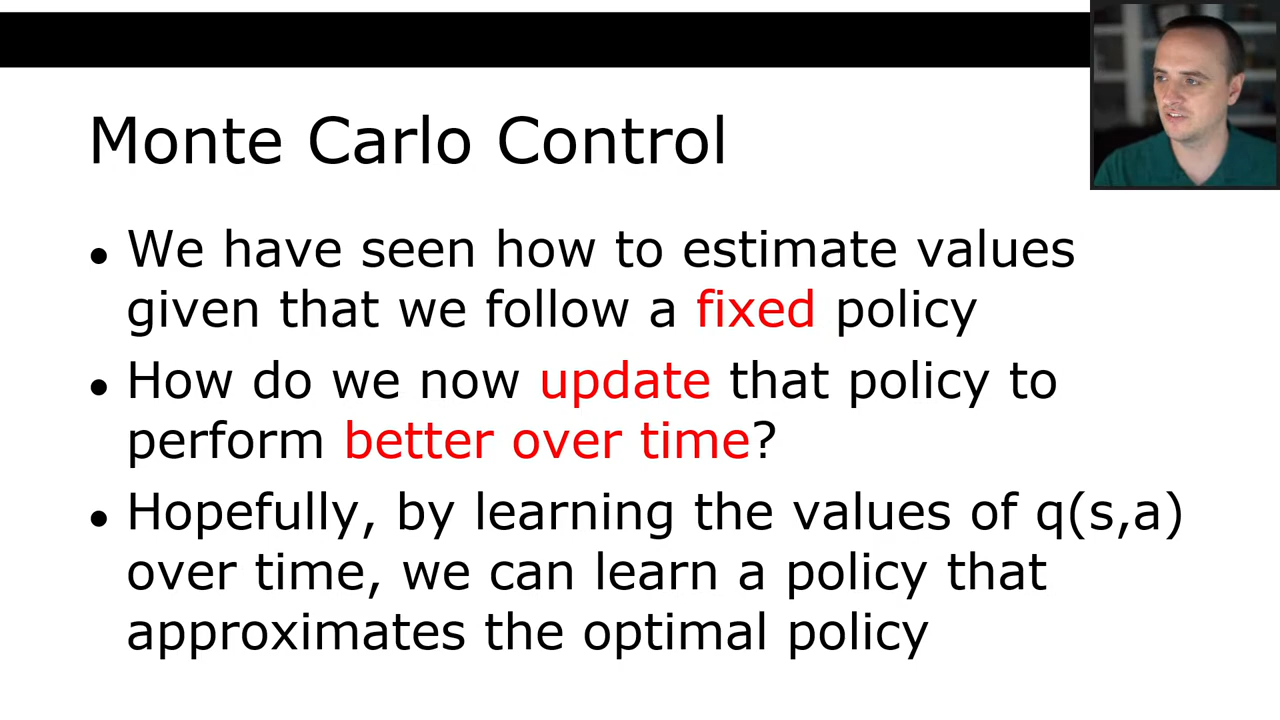 Monte Carlo Control
• We have seen how to estimate values
given that we follow a fixed policy
• How do we now update that policy to
perform better over time?
• Hopefully, by learning the values of q(s,a)
over time, we can learn a policy that
approximates the optimal policy